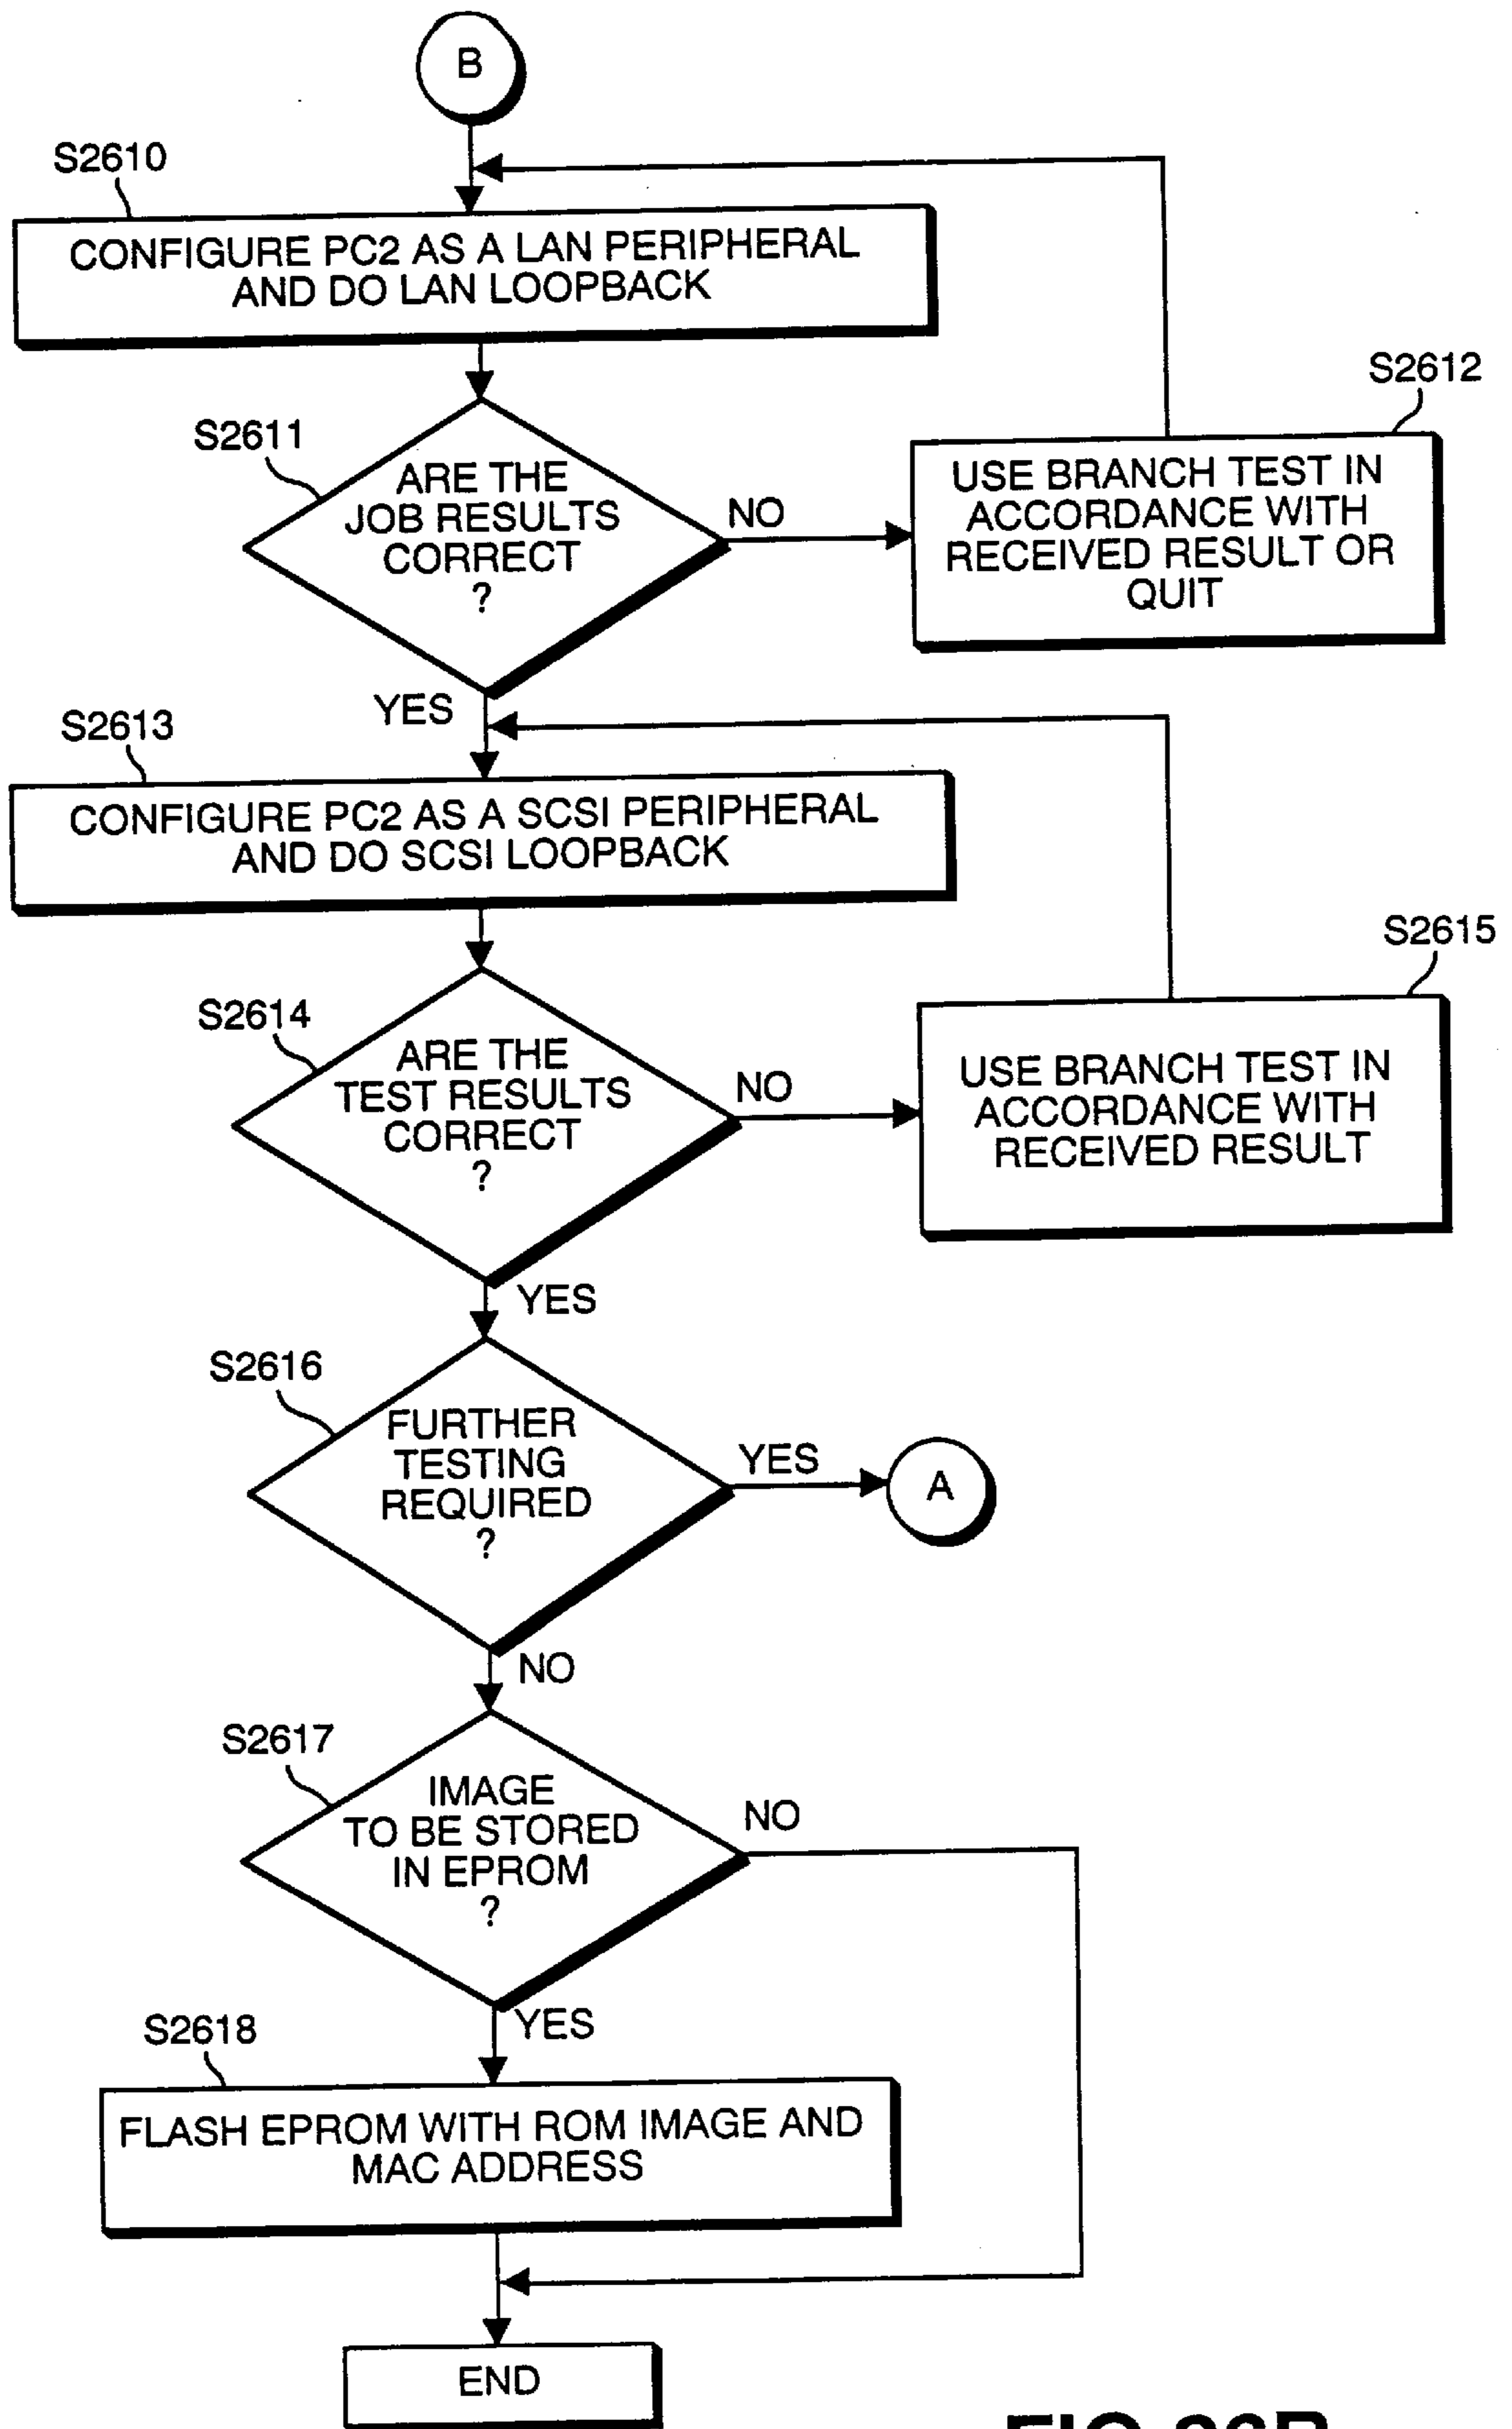 B
S2610
CONFIGURE PC2 AS A LAN PERIPHERAL
AND DO LAN LOOPBACK
S2611
ARE THE
JOB RESULTS
CORRECT
?
NO
S2612
USE BRANCH TEST IN
ACCORDANCE WITH
RECEIVED RESULT OR
QUIT
YES
S2613
CONFIGURE PC2 AS A SCSI PERIPHERAL
AND DO SCSI LOOPBACK
S2614
ARE THE
TEST RESULTS
CORRECT
?
NO
S2615
USE BRANCH TEST IN
ACCORDANCE WITH
RECEIVED RESULT
YES
S2616
FURTHER
TESTING
REQUIRED
?
YES
A
NO
S2617
IMAGE
TO BE STORED
IN EPROM
?
NO
YES
S2618
FLASH EPROM WITH ROM IMAGE AND
MAC ADDRESS
END